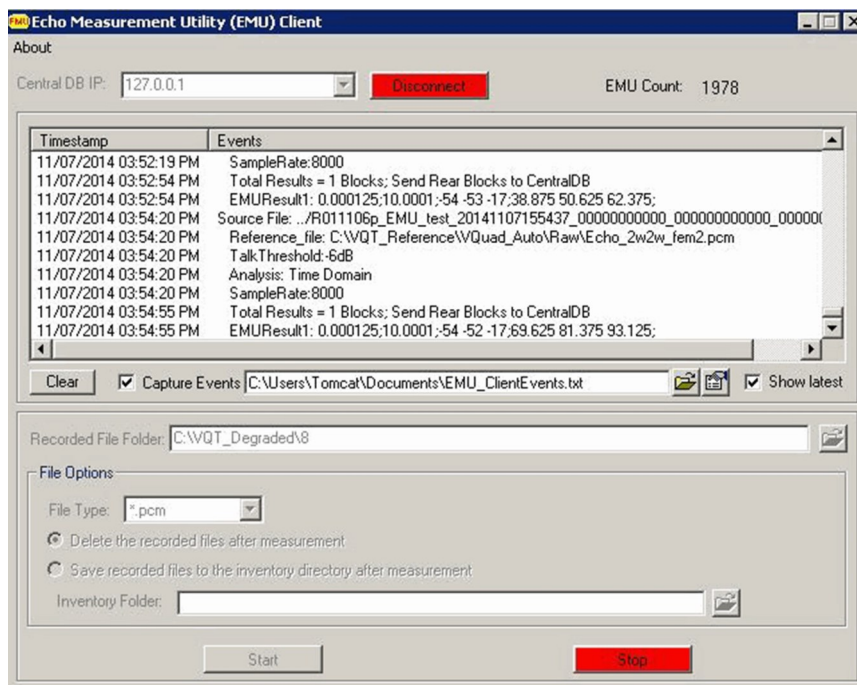 EMU Echo Measurement Utility (EMU) Client
About
Central DB IP: 127.0.0.1 Disconnect EMU Count: 1978
Timestamp Events
11/07/2014 03:52:19 PM SampleRate:8000
11/07/2014 03:52:54 PM Total Results = 1 Blocks; Send Rear Blocks to CentralDB
11/07/2014 03:52:54 PM EMUResult1: 0.000125;10.0001;-54 -53 -17;38.875 50.625 62.375;
11/07/2014 03:54:20 PM Source File: .../R011106p_EMU_test_20141107155437_00000000000_000000000000_000000
11/07/2014 03:54:20 PM Reference_file: C:\VQT_Reference\VQuad_Auto\Raw\Echo_2w2w_fem2.pcm
11/07/2014 03:54:20 PM TalkThreshold:-6dB
11/07/2014 03:54:20 PM Analysis: Time Domain
11/07/2014 03:54:20 PM SampleRate:8000
11/07/2014 03:54:55 PM Total Results = 1 Blocks; Send Rear Blocks to CentralDB
11/07/2014 03:54:55 PM EMUResult1: 0.000125;10.0001;-54 -52 -17;69.625 81.375 93.125;
Clear Capture Events C:\Users\Tomcat\Documents\EMU_ClientEvents.txt Show latest
Recorded File Folder: C:\VQT_Degraded\8
File Options
File Type: *.pcm
Delete the recorded files after measurement
Save recorded files to the inventory directory after measurement
Inventory Folder:
Start Stop